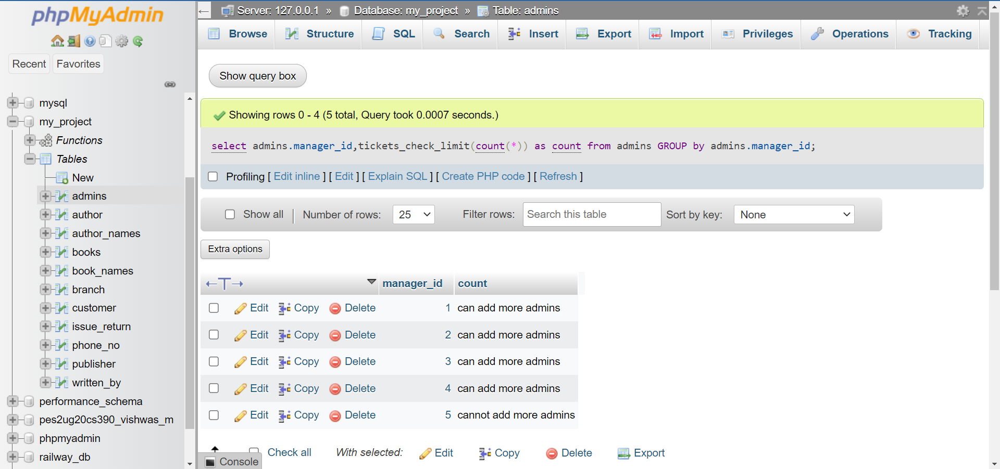 phpMyAdmin
Recent Favorites
mysql
my_project
Functions
Tables
New
admins
author
author_names
books
book_names
branch
customer
issue_return
phone_no
publisher
written_by
performance_schema
pes2ug20cs390_vishwas_m
phpmyadmin
railway_db
Server: 127.0.0.1 » Database: my_project » Table: admins
Browse Structure SQL Search Insert Export Import Privileges Operations Tracking
Show query box
Showing rows 0 - 4 (5 total, Query took 0.0007 seconds.)
select admins.manager_id,tickets_check_limit(count(*)) as count from admins GROUP by admins.manager_id;
Profiling [ Edit inline ] [ Edit ] [ Explain SQL ] [ Create PHP code ] [ Refresh ]
Show all | Number of rows: 25 Filter rows: Search this table Sort by key: None
Extra options
←T→ manager_id count
Edit Copy Delete 1 can add more admins
Edit Copy Delete 2 can add more admins
Edit Copy Delete 3 can add more admins
Edit Copy Delete 4 can add more admins
Edit Copy Delete 5 cannot add more admins
Check all With selected: Edit Copy Delete Export
Console